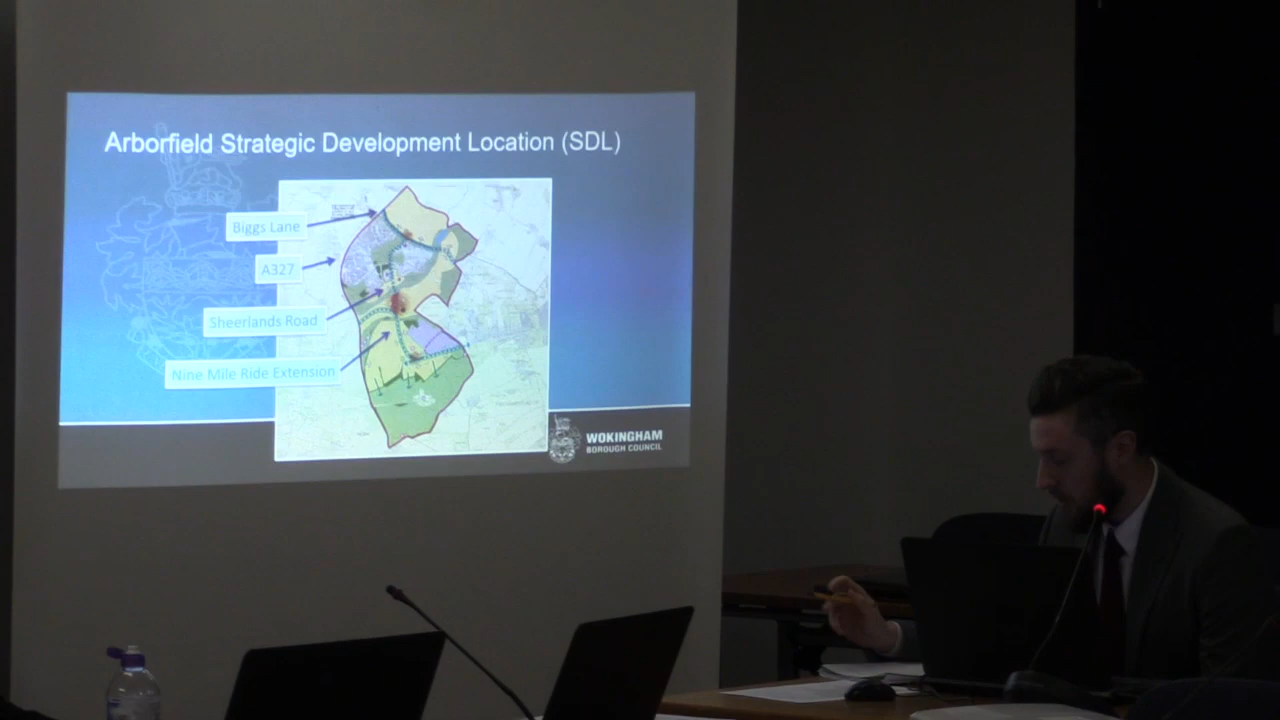 Arborfield Strategic Development Location (SDL)
Biggs Lane
A327
Sheerlands Road
Nine Mile Ride Extension
WOKINGHAM
BOROUGH COUNCIL